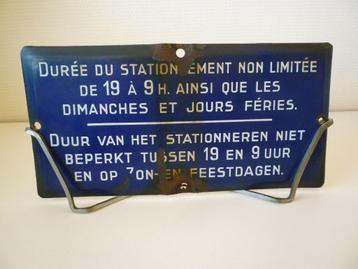 DURÉE DU STATIONNEMENT NON LIMITÉE
DE 19 À 9 H. AINSI QUE LES
DIMANCHES ET JOURS FÉRIES.
DUUR VAN HET STATIONNEREN NIET
BEPERKT TUSSEN 19 EN 9 UUR
EN OP ZON- EN FEESTDAGEN.